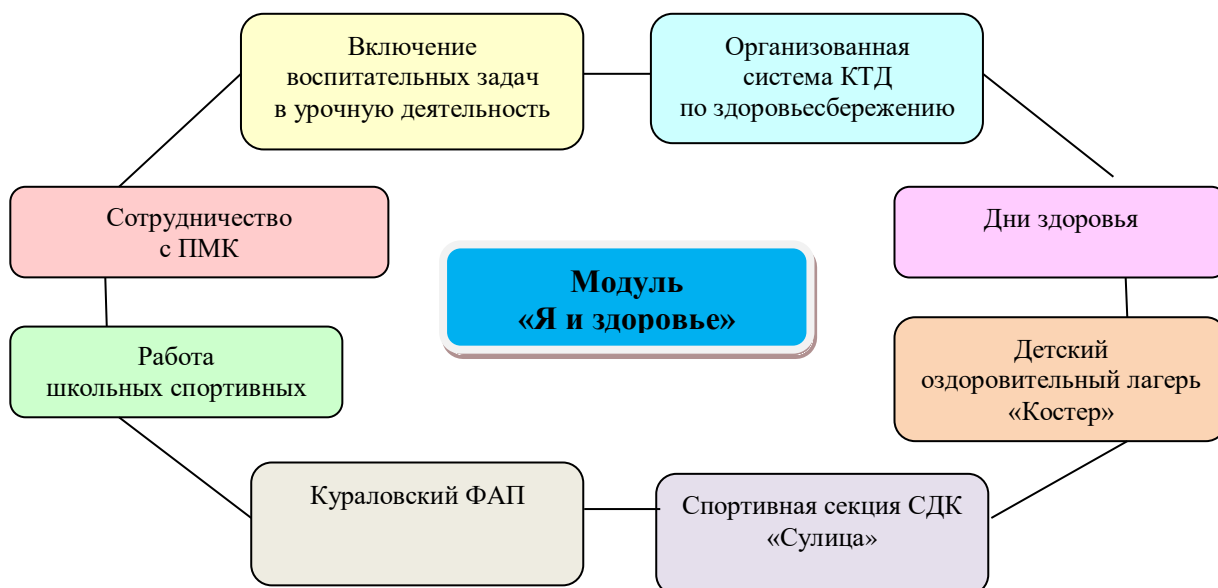 Включение
воспитательных задач
в урочную деятельность
Организованная
система КТД
по здоровьесбережению
Сотрудничество
с ПМК
Дни здоровья
Модуль
«Я и здоровье»
Работа
школьных спортивных
Детский
оздоровительный лагерь
«Костер»
Кураловский ФАП
Спортивная секция СДК
«Сулица»